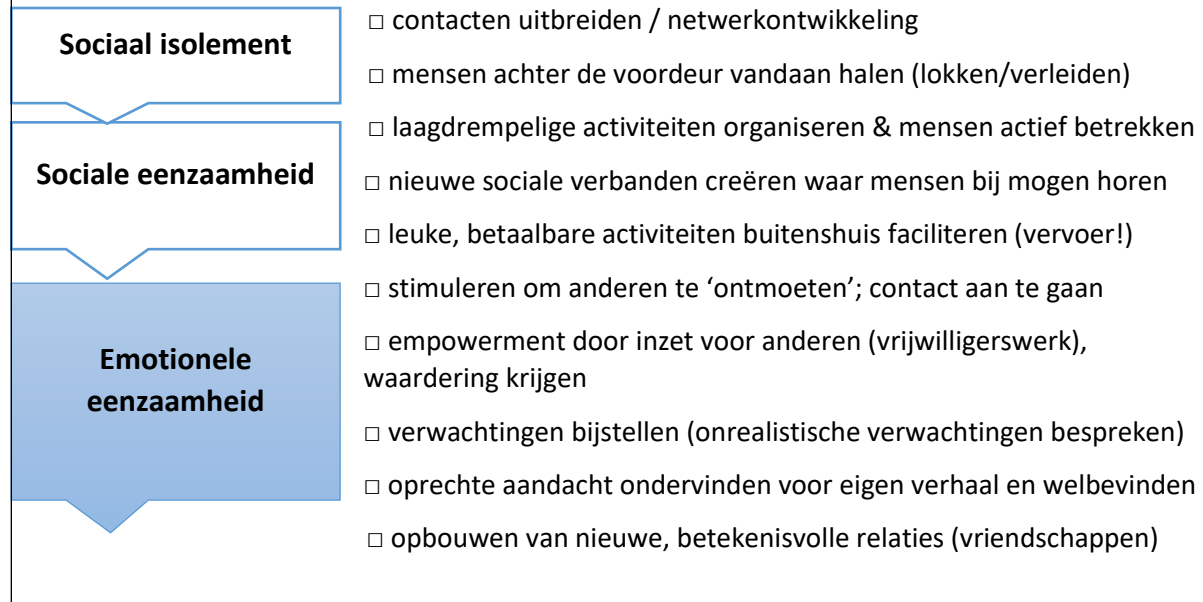 Sociaal isolement
Sociale eenzaamheid
Emotionele
eenzaamheid
□ contacten uitbreiden / netwerkontwikkeling
□ mensen achter de voordeur vandaan halen (lokken/verleiden)
□ laagdrempelige activiteiten organiseren & mensen actief betrekken
□ nieuwe sociale verbanden creëren waar mensen bij mogen horen
□ leuke, betaalbare activiteiten buitenshuis faciliteren (vervoer!)
□ stimuleren om anderen te ‘ontmoeten’; contact aan te gaan
□ empowerment door inzet voor anderen (vrijwilligerswerk),
waardering krijgen
□ verwachtingen bijstellen (onrealistische verwachtingen bespreken)
□ oprechte aandacht ondervinden voor eigen verhaal en welbevinden
□ opbouwen van nieuwe, betekenisvolle relaties (vriendschappen)